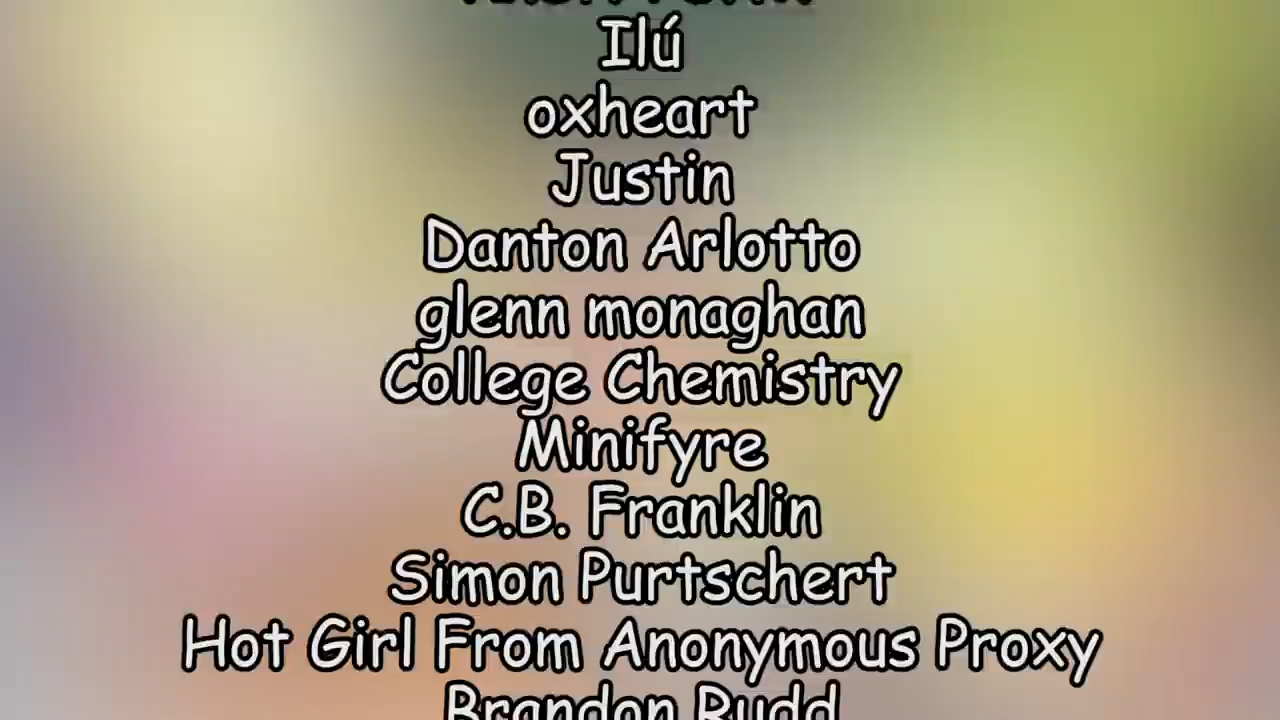 Ilú
oxheart
Justin
Danton Arlotto
glenn monaghan
College Chemistry
Minifyre
C.B. Franklin
Simon Purtschert
Hot Girl From Anonymous Proxy
Brandon Rudd